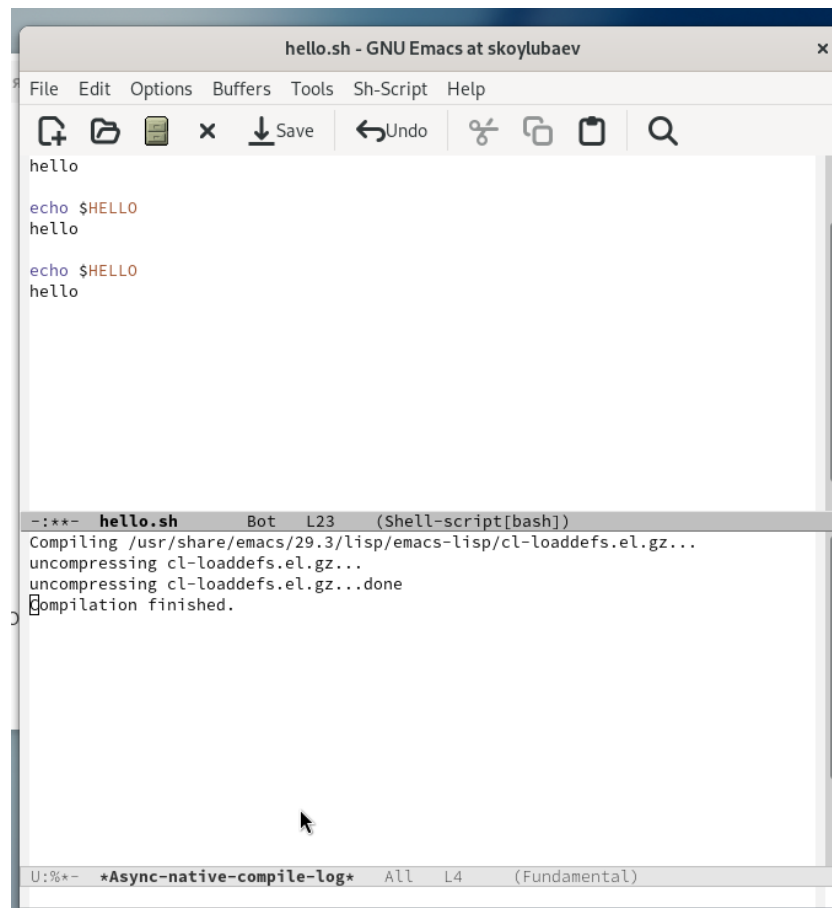 hello.sh - GNU Emacs at skoylubaev
File Edit Options Buffers Tools Sh-Script Help
Save Undo
hello
echo $HELLO
hello
echo $HELLO
hello
-:**- hello.sh Bot L23 (Shell-script[bash])
Compiling /usr/share/emacs/29.3/lisp/emacs-lisp/cl-loaddefs.el.gz...
uncompressing cl-loaddefs.el.gz...
uncompressing cl-loaddefs.el.gz...done
Compilation finished.
U:%*- *Async-native-compile-log* All L4 (Fundamental)